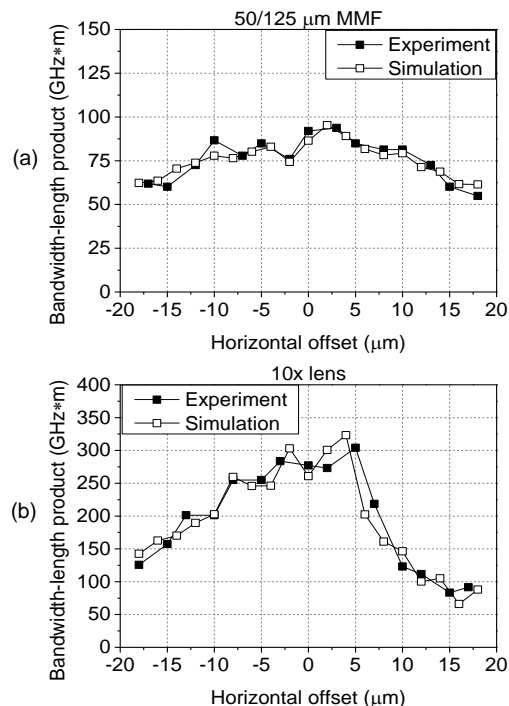 50/125 μm MMF
150
125
100
75
50
25
0
Bandwidth-length product (GHz*m)
Experiment
Simulation
(a)
-20 -15 -10 -5 0 5 10 15 20
Horizontal offset (μm)
10x lens
400
350
300
250
200
150
100
50
0
Bandwidth-length product (GHz*m)
Experiment
Simulation
(b)
-20 -15 -10 -5 0 5 10 15 20
Horizontal offset (μm)